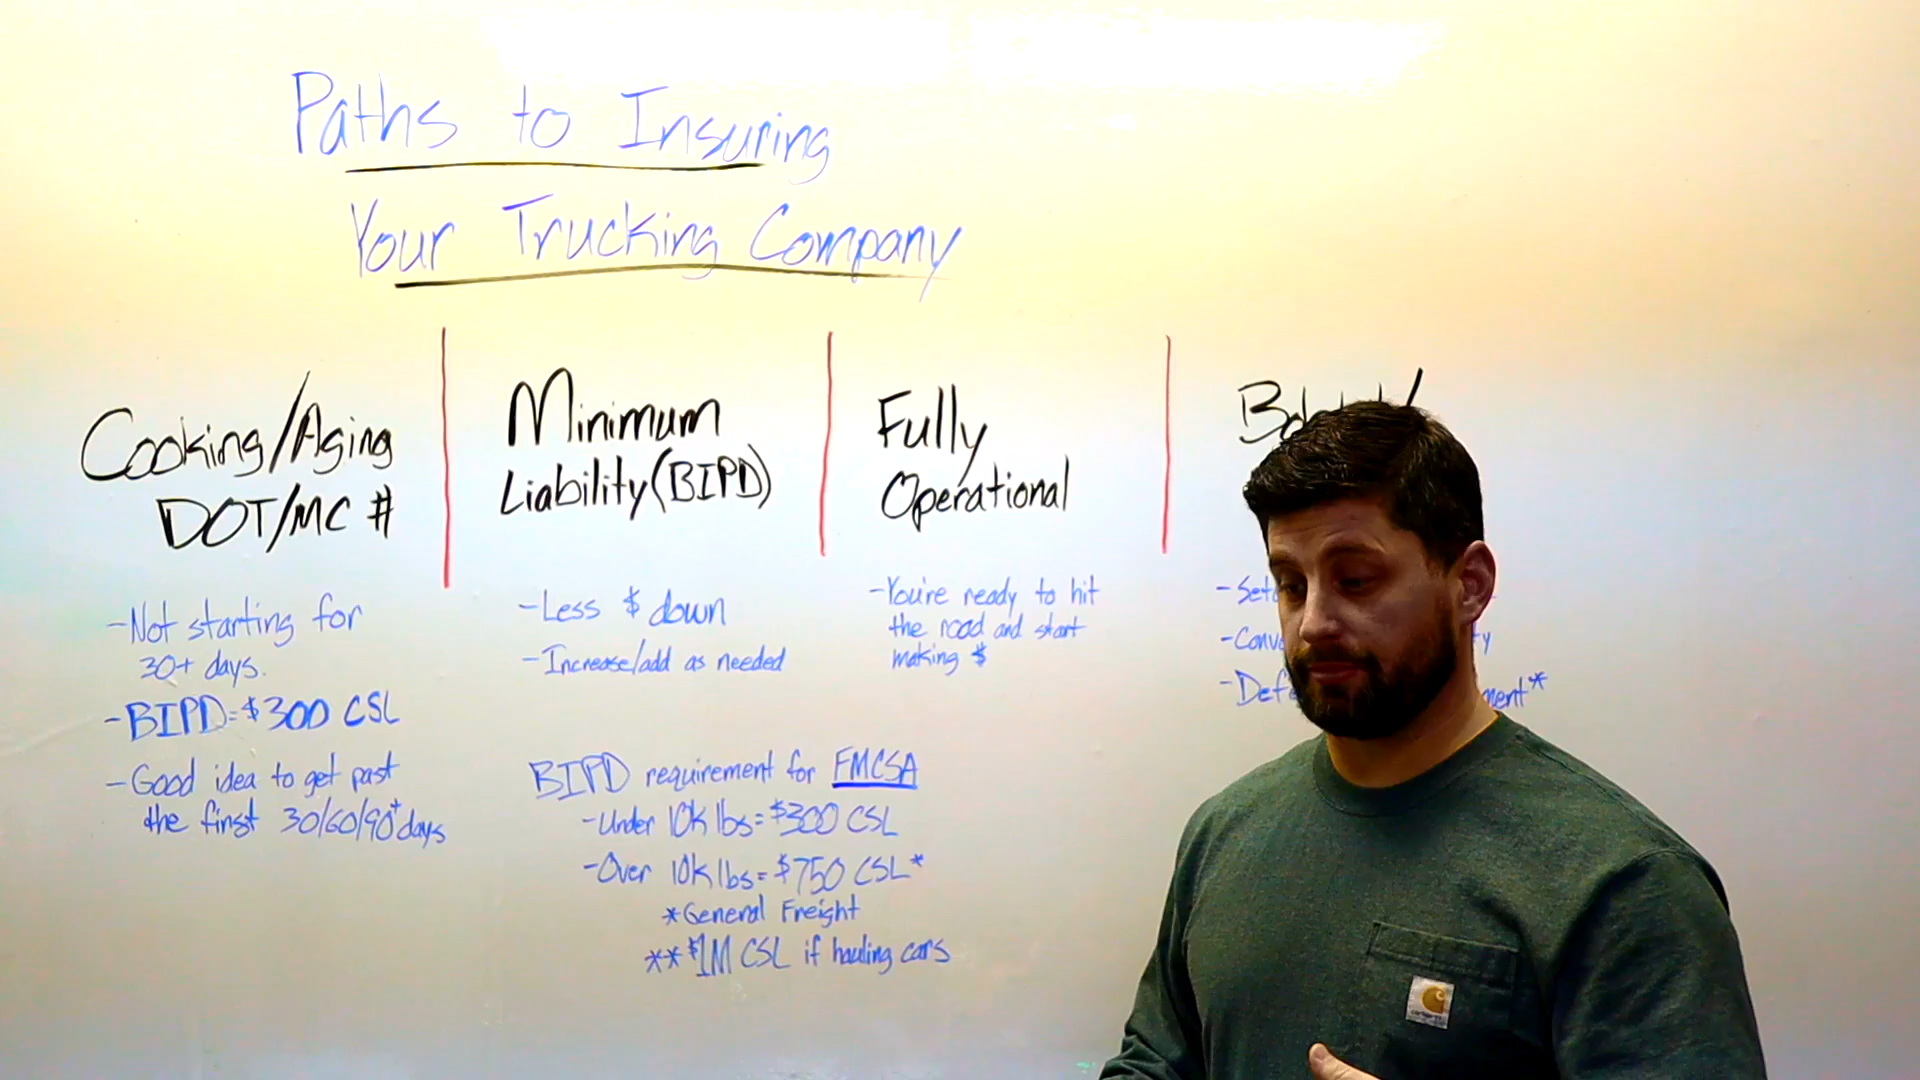 Paths to Insuring
Your Trucking Company
Cooking/Aging
DOT/MC #
-Not starting for
30+ days.
-BIPD=$300 CSL
-Good idea to get past
the first 30/60/90+ days
Minimum
Liability(BIPD)
-Less $ down
-Increase/add as needed
Fully
Operational
-You're ready to hit
the road and start
making $
BIPD requirement for FMCSA
-Under 10k lbs=$300 CSL
-Over 10k lbs=$750 CSL*
*General Freight
**$1M CSL if hauling cars
carhartt